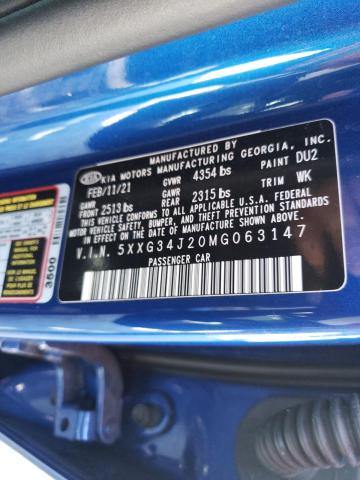 MANUFACTURED BY
KIA KIA MOTORS MANUFACTURING GEORGIA, INC.
FEB/11/21 GVWR 4354 lbs PAINT DU2
GAWR FRONT 2513 lbs GAWR REAR 2315 lbs TRIM WK
THIS VEHICLE CONFORMS TO ALL APPLICABLE U.S.A. FEDERAL
MOTOR VEHICLE SAFETY, BUMPER, AND THEFT PREVENTION
STANDARDS IN EFFECT ON THE DATE OF MANUFACTURE SHOWN ABOVE.
V.I.N. 5XXG34J20MG063147
PASSENGER CAR
3500